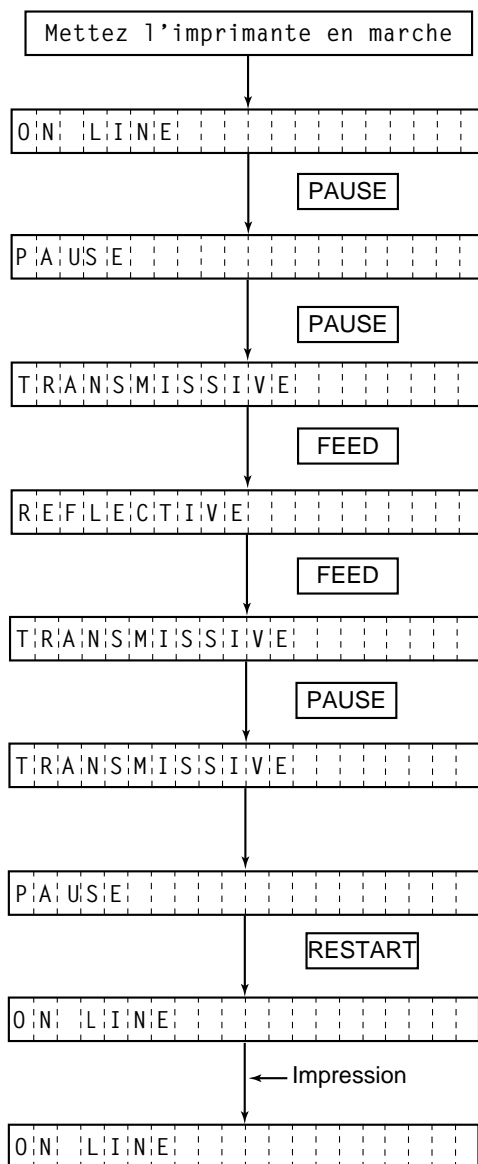 Mettez l'imprimante en marche
ON LINE
PAUSE
PAUSE
PAUSE
TRANSMISSIVE
FEED
REFLECTIVE
FEED
TRANSMISSIVE
PAUSE
TRANSMISSIVE
PAUSE
RESTART
ON LINE
Impression
ON LINE